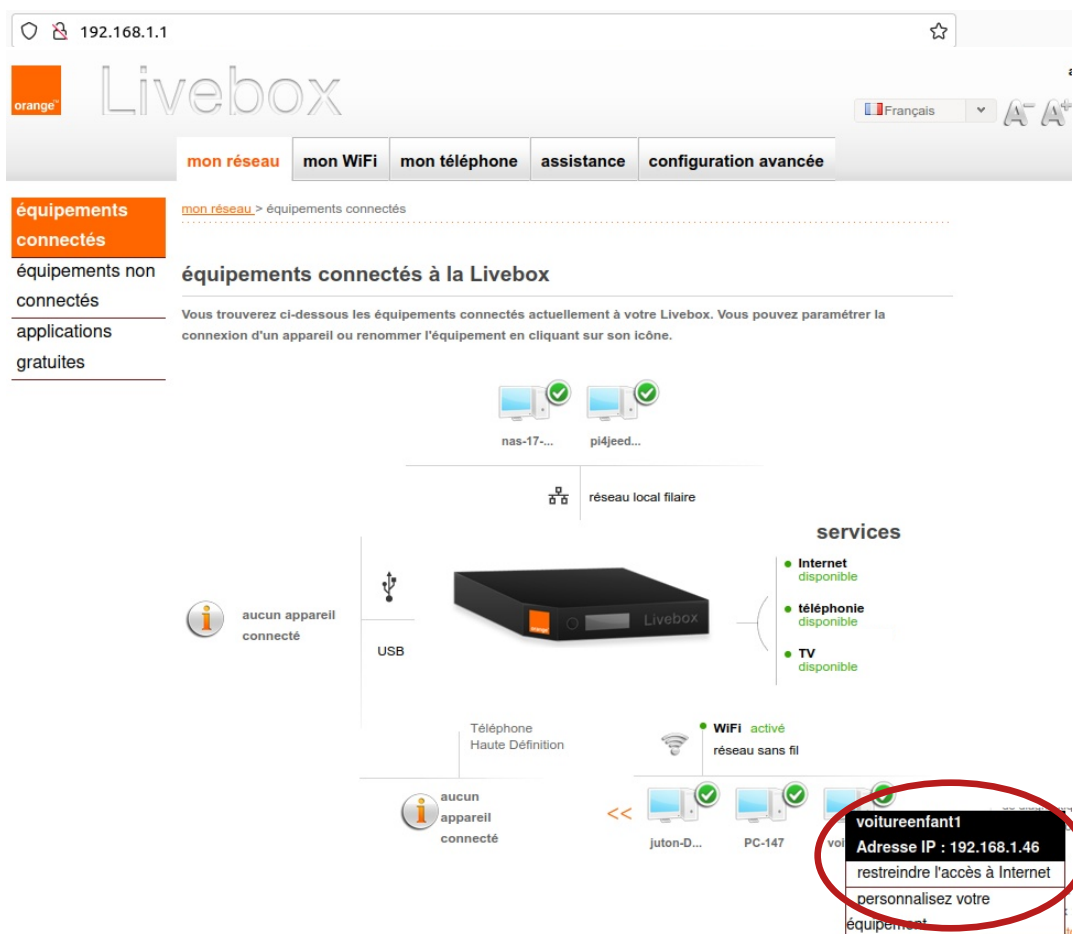 192.168.1.1
orange™
Livebox
Français
A- A+
mon réseau
mon WiFi
mon téléphone
assistance
configuration avancée
équipements
connectés
équipements non
connectés
applications
gratuites
mon réseau > équipements connectés
équipements connectés à la Livebox
Vous trouverez ci-dessous les équipements connectés actuellement à votre Livebox. Vous pouvez paramétrer la
connexion d'un appareil ou renommer l'équipement en cliquant sur son icône.
nas-17-...
pi4jeed...
réseau local filaire
services
Internet
disponible
téléphonie
disponible
TV
disponible
aucun appareil
connecté
USB
orange
Livebox
Téléphone
Haute Définition
WiFi activé
réseau sans fil
aucun
appareil
connecté
<<
juton-D...
PC-147
voitureenfant1
Adresse IP : 192.168.1.46
restreindre l'accès à Internet
personnalisez votre
équipement